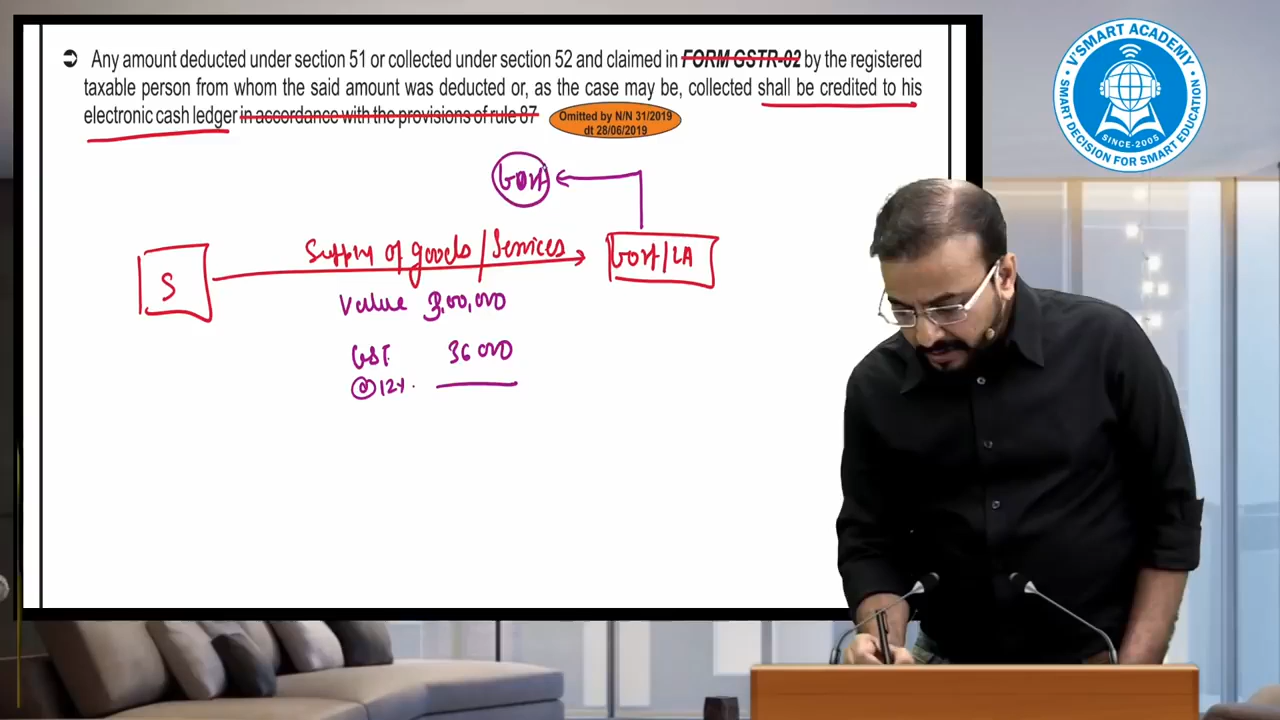 ➲ Any amount deducted under section 51 or collected under section 52 and claimed in FORM GSTR-02 by the registered
taxable person from whom the said amount was deducted or, as the case may be, collected shall be credited to his
electronic cash ledger in accordance with the provisions of rule 87
Omitted by N/N 31/2019
dt 28/06/2019
Govt
S
Supply of goods/Services
Govt/LA
Value 3,00,000
GST 36000
@12%
V'SMART ACADEMY
SMART DECISION FOR SMART EDUCATION
SINCE-2005